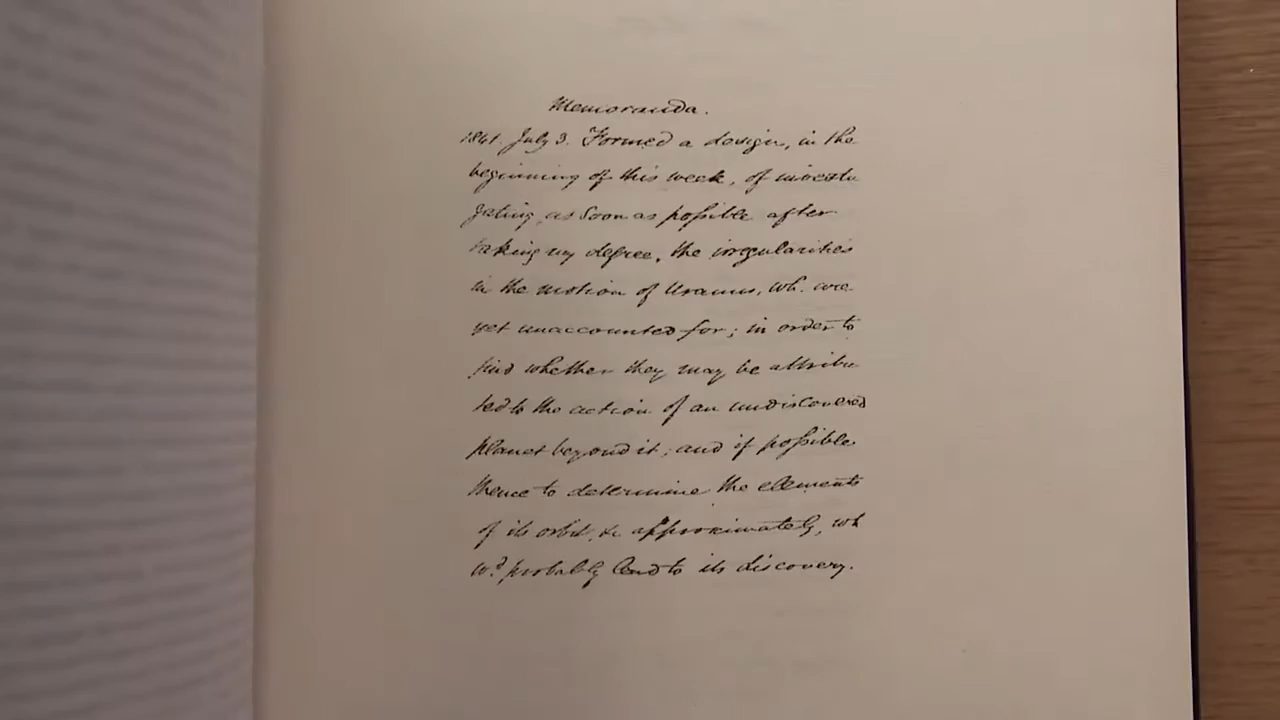 Memoranda.
1841. July 3. Formed a design, in the
beginning of this week, of investi
gating, as soon as possible after
taking my degree, the irregularities
in the motion of Uranus, wh. are
yet unaccounted for; in order to
find whether they may be attribu
ted to the action of an undiscovered
planet beyond it; and if possible
thence to determine the elements
of its orbit, &c approximately, wh
wd. probably lead to its discovery.